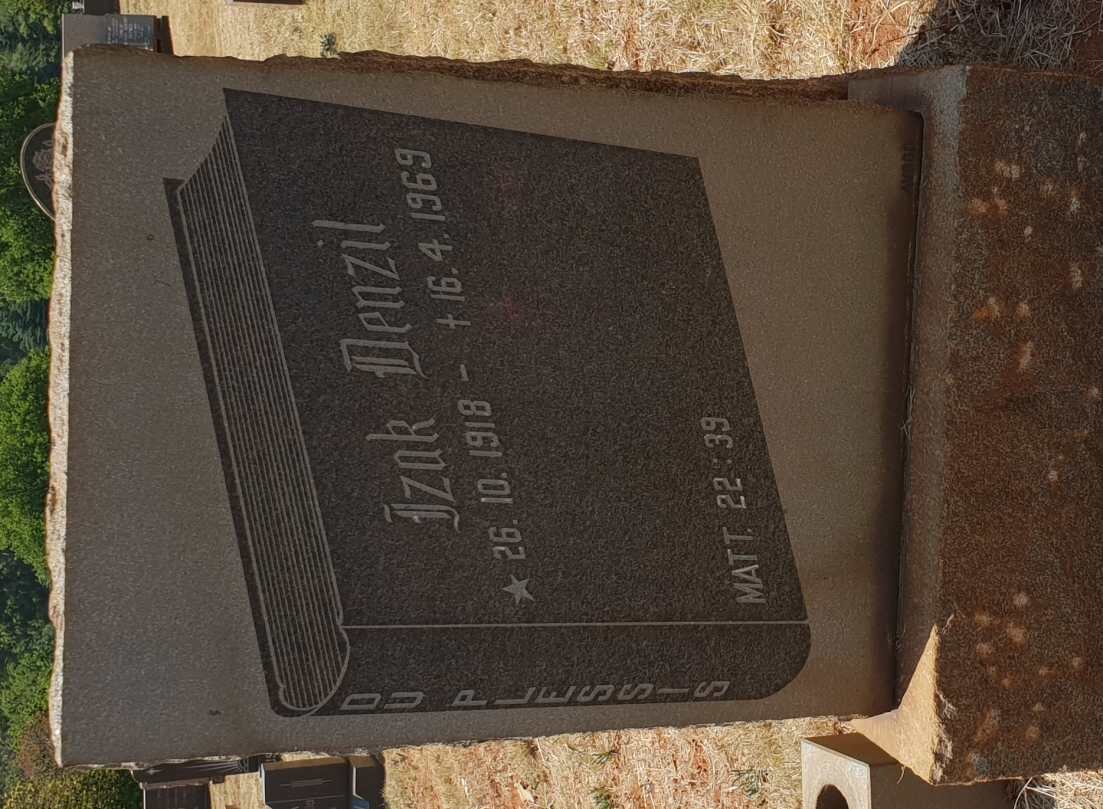 DU PLESSIS
Izak Denzil
★ 26. 10. 1918 – † 16. 4. 1969
MATT. 22: 39